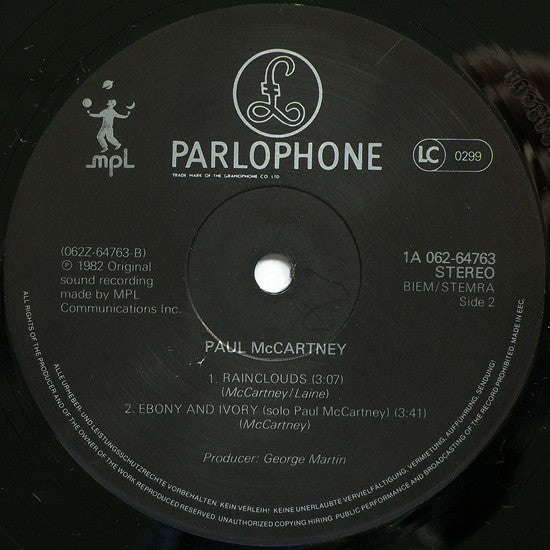 mpL
£
PARLOPHONE
TRADE MARK OF THE GRAMOPHONE CO LTD
LC 0299
(062Z-64763-B)
℗ 1982 Original
sound recording
made by MPL
Communications Inc.
1A 062-64763
STEREO
BIEM/STEMRA
Side 2
PAUL McCARTNEY
1. RAINCLOUDS (3:07)
(McCartney/Laine)
2. EBONY AND IVORY (solo Paul McCartney) (3:41)
(McCartney)
Producer: George Martin
ALL RIGHTS OF THE PRODUCER AND OF THE OWNER OF THE WORK REPRODUCED RESERVED. UNAUTHORIZED COPYING HIRING. PUBLIC PERFORMANCE AND BROADCASTING OF THE RECORD PROHIBITED. MADE IN EEC.
ALLE URHEBER- UND LEISTUNGSSCHUTZRECHTE VORBEHALTEN. KEIN VERLEIH! KEINE UNERLAUBTE VERVIELFÄLTIGUNG, VERMIETUNG, AUFFÜHRUNG, SENDUNG!